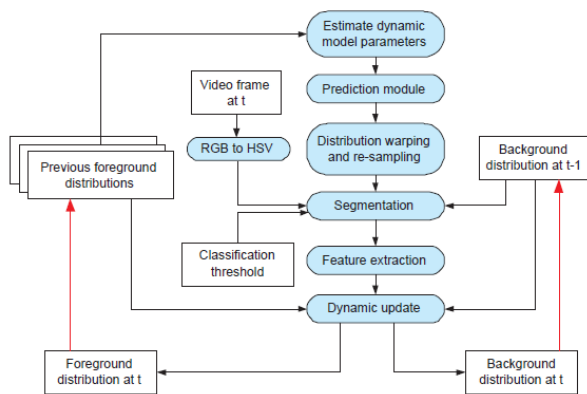 Estimate dynamic
model parameters
Video frame
at t
Prediction module
RGB to HSV
Distribution warping
and re-sampling
Background
distribution at t-1
Previous foreground
distributions
Segmentation
Classification
threshold
Feature extraction
Dynamic update
Foreground
distribution at t
Background
distribution at t